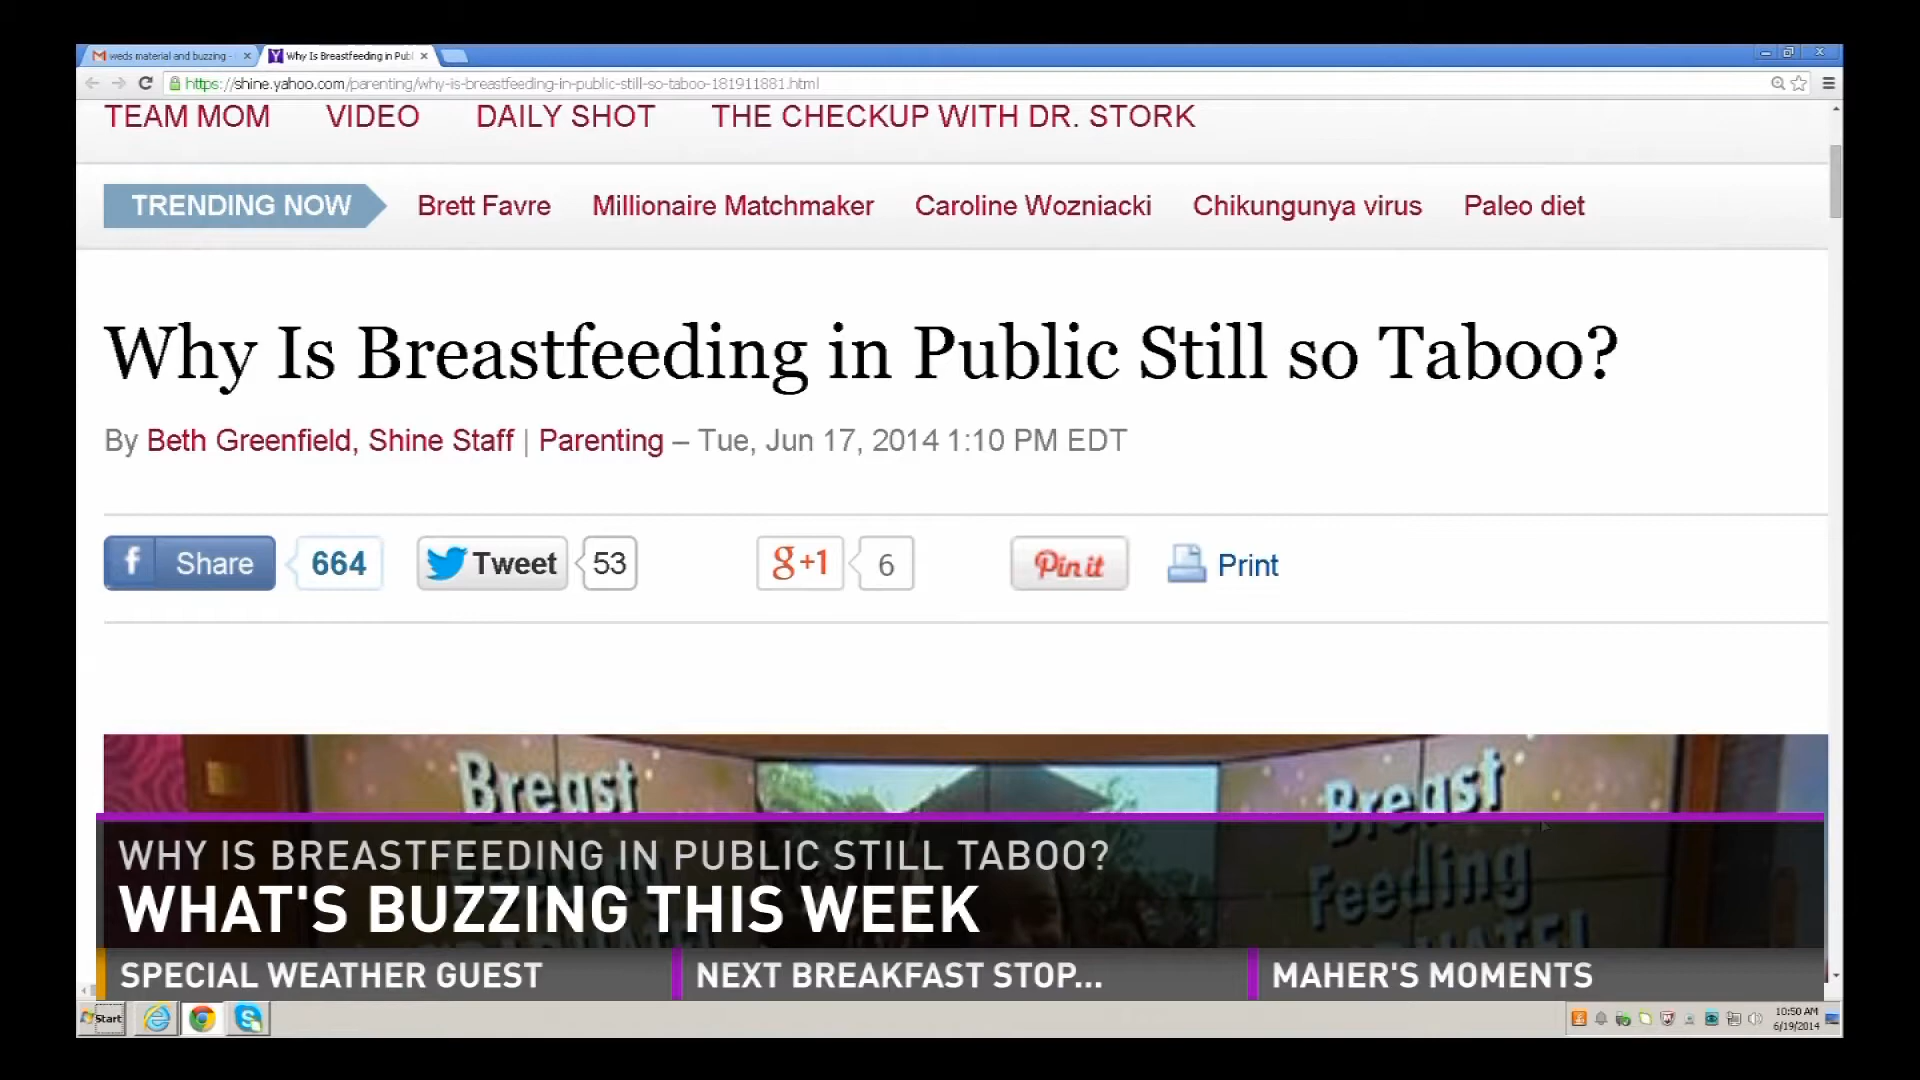 weds material and buzzing -
Why Is Breastfeeding in Publ
https://shine.yahoo.com/parenting/why-is-breastfeeding-in-public-still-so-taboo-181911881.html
TEAM MOM VIDEO DAILY SHOT THE CHECKUP WITH DR. STORK
TRENDING NOW Brett Favre Millionaire Matchmaker Caroline Wozniacki Chikungunya virus Paleo diet
Why Is Breastfeeding in Public Still so Taboo?
By Beth Greenfield, Shine Staff | Parenting – Tue, Jun 17, 2014 1:10 PM EDT
f Share 664 Tweet 53 g+1 6 Pin it Print
Breast Breast
Feeding
WHY IS BREASTFEEDING IN PUBLIC STILL TABOO?
WHAT'S BUZZING THIS WEEK
SPECIAL WEATHER GUEST NEXT BREAKFAST STOP... MAHER'S MOMENTS
Start
10:50 AM
6/19/2014